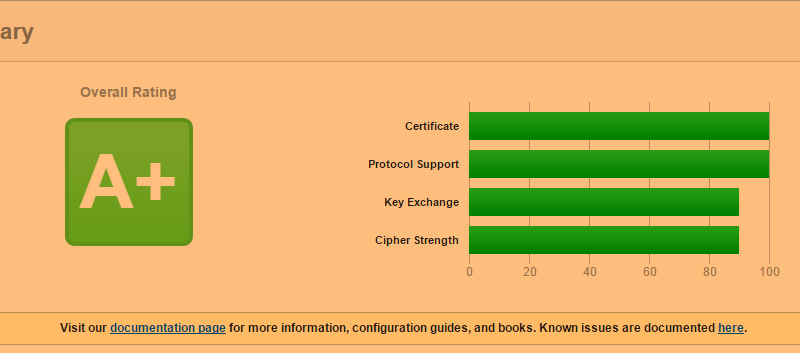 ary
Overall Rating
A+
Certificate
Protocol Support
Key Exchange
Cipher Strength
0 20 40 60 80 100
Visit our documentation page for more information, configuration guides, and books. Known issues are documented here.